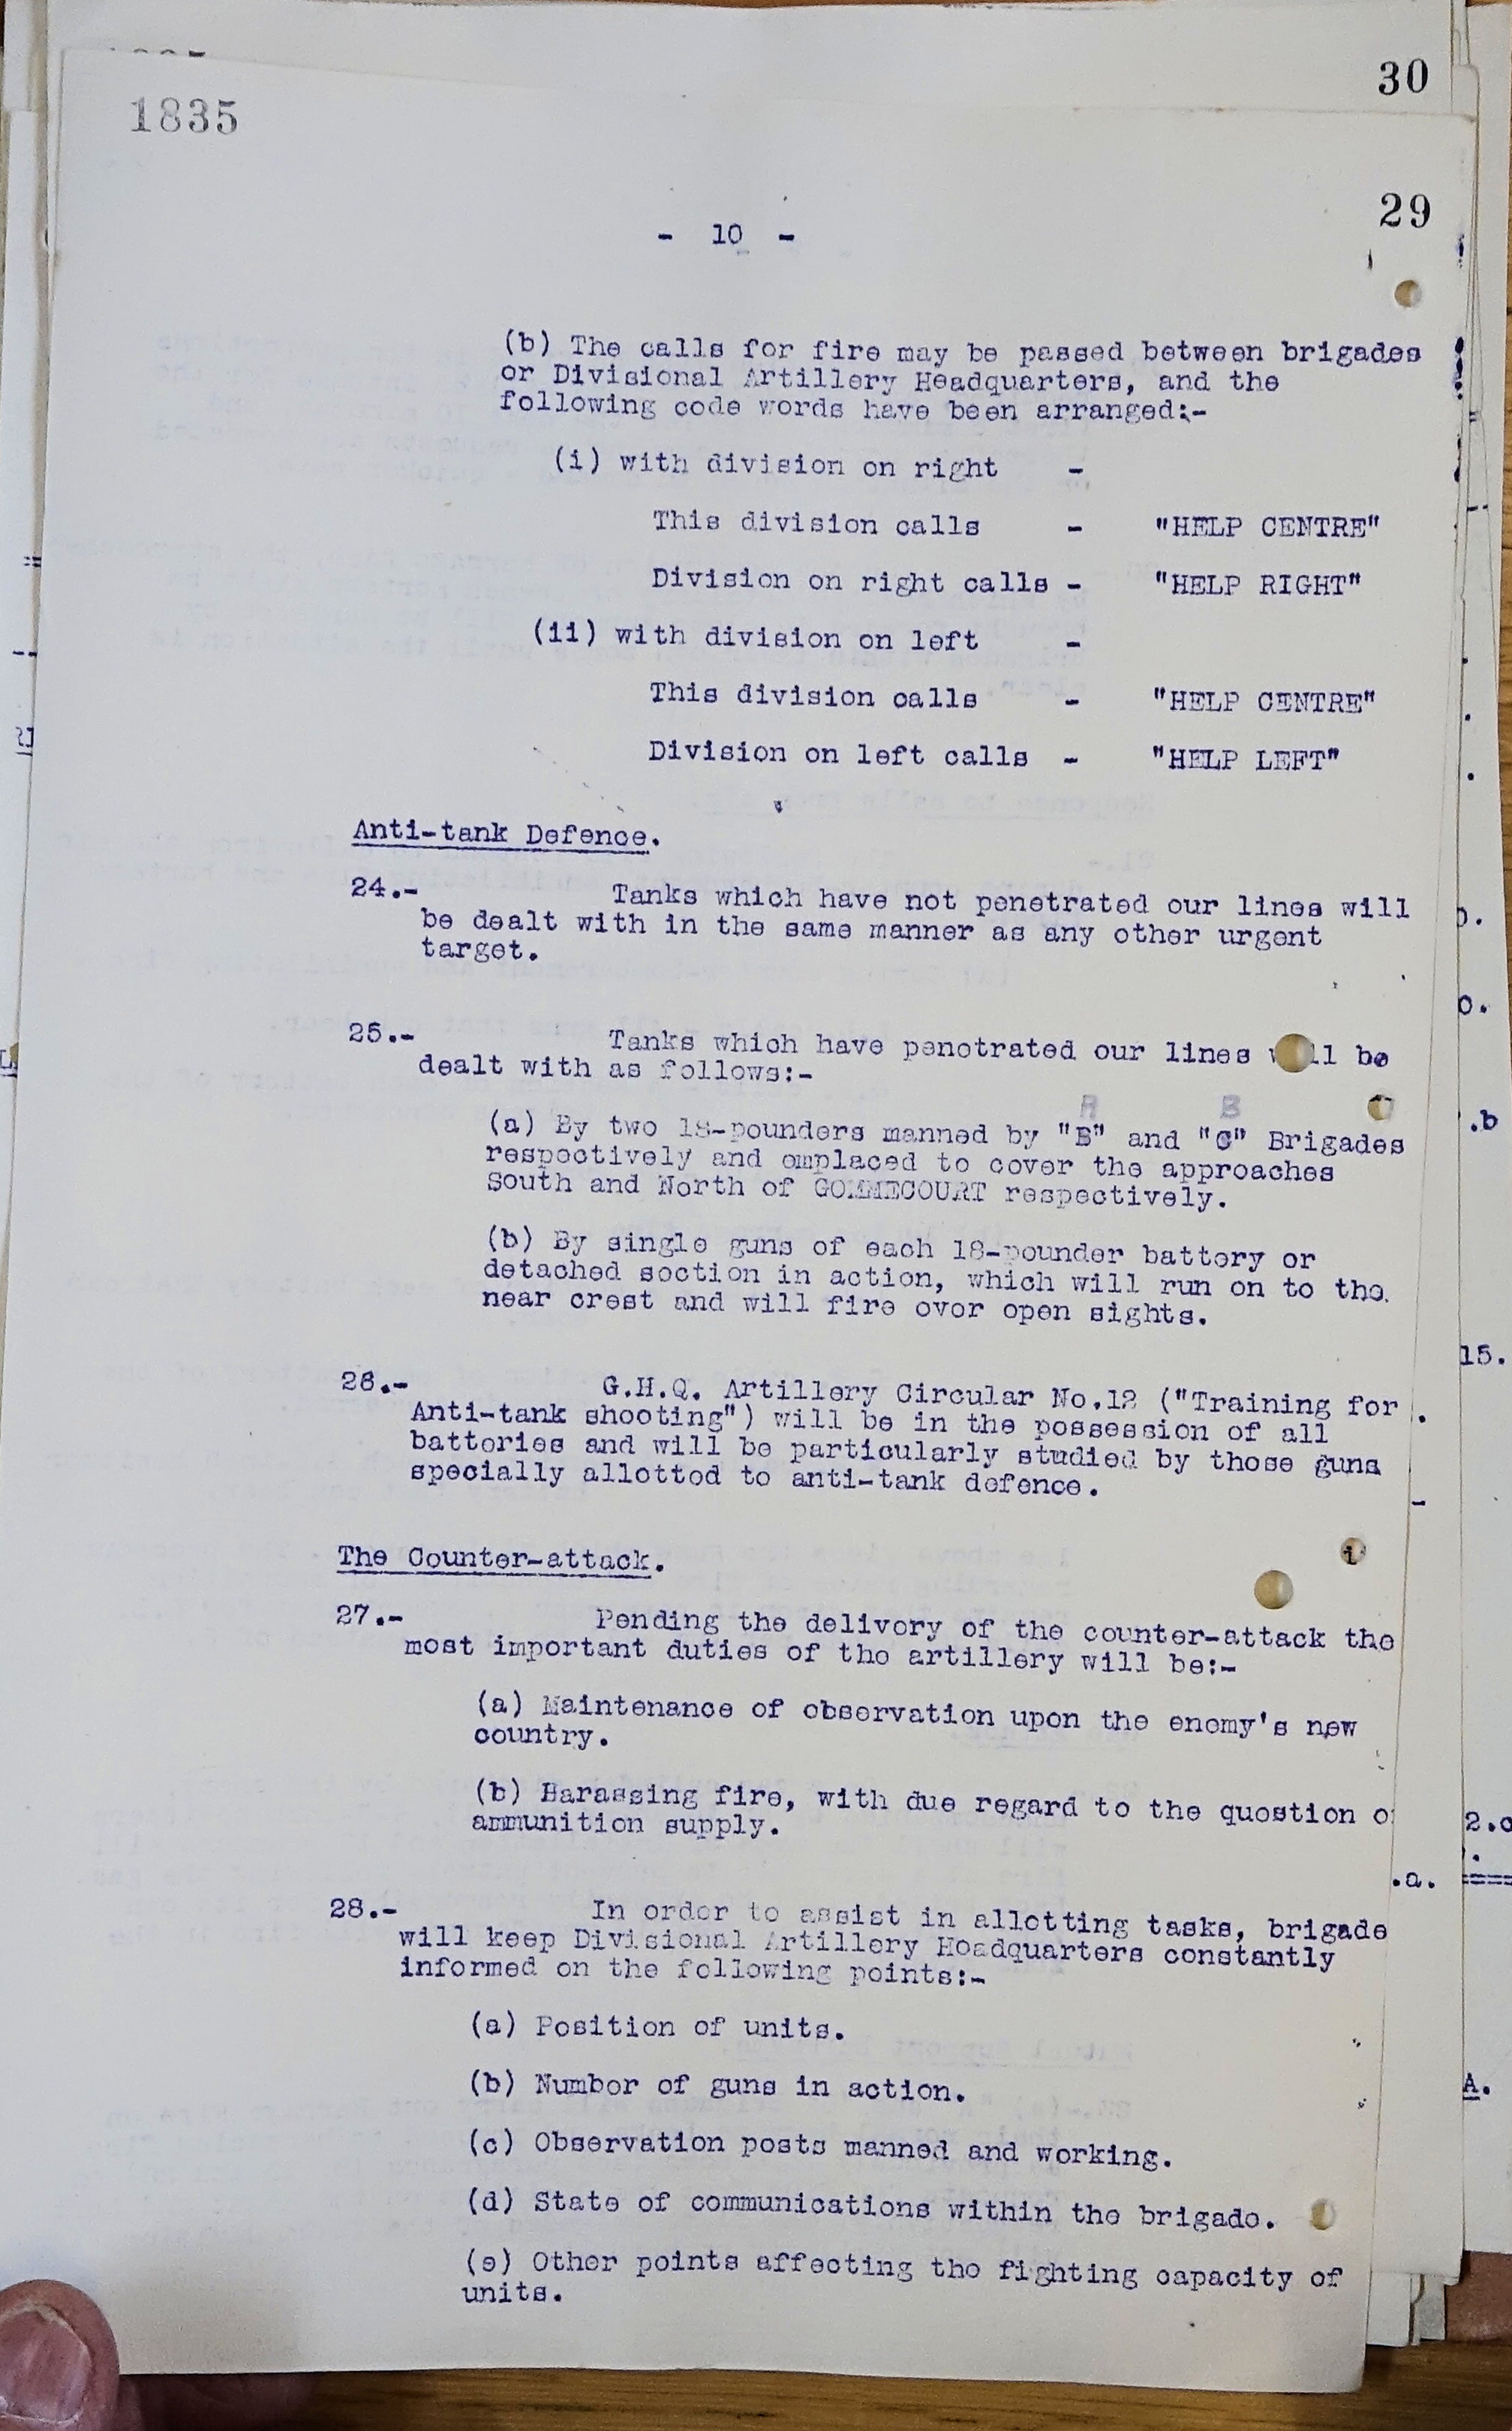 30
1835
29
- 10 -
(b) The calls for fire may be passed between brigades
or Divisional Artillery Headquarters, and the
following code words have been arranged:-
(i) with division on right -
This division calls - "HELP CENTRE"
Division on right calls - "HELP RIGHT"
(ii) with division on left -
This division calls - "HELP CENTRE"
Division on left calls - "HELP LEFT"
Anti-tank Defence.
24.- Tanks which have not penetrated our lines will
be dealt with in the same manner as any other urgent
target.
25.- Tanks which have penetrated our lines will be
dealt with as follows:-
A B
(a) By two 18-pounders manned by "B" and "C" Brigades
respectively and emplaced to cover the approaches
South and North of GOMMECOURT respectively.
(b) By single guns of each 18-pounder battery or
detached section in action, which will run on to the
near crest and will fire over open sights.
26.- G.H.Q. Artillery Circular No.12 ("Training for
Anti-tank shooting") will be in the possession of all
batteries and will be particularly studied by those guns
specially allotted to anti-tank defence.
The Counter-attack.
27.- Pending the delivery of the counter-attack the
most important duties of the artillery will be:-
(a) Maintenance of observation upon the enemy's new
country.
(b) Harassing fire, with due regard to the question o
ammunition supply.
28.- In order to assist in allotting tasks, brigade
will keep Divisional Artillery Headquarters constantly
informed on the following points:-
(a) Position of units.
(b) Number of guns in action.
(c) Observation posts manned and working.
(d) State of communications within the brigade.
(e) Other points affecting the fighting capacity of
units.
.b
15.
.a.
A.